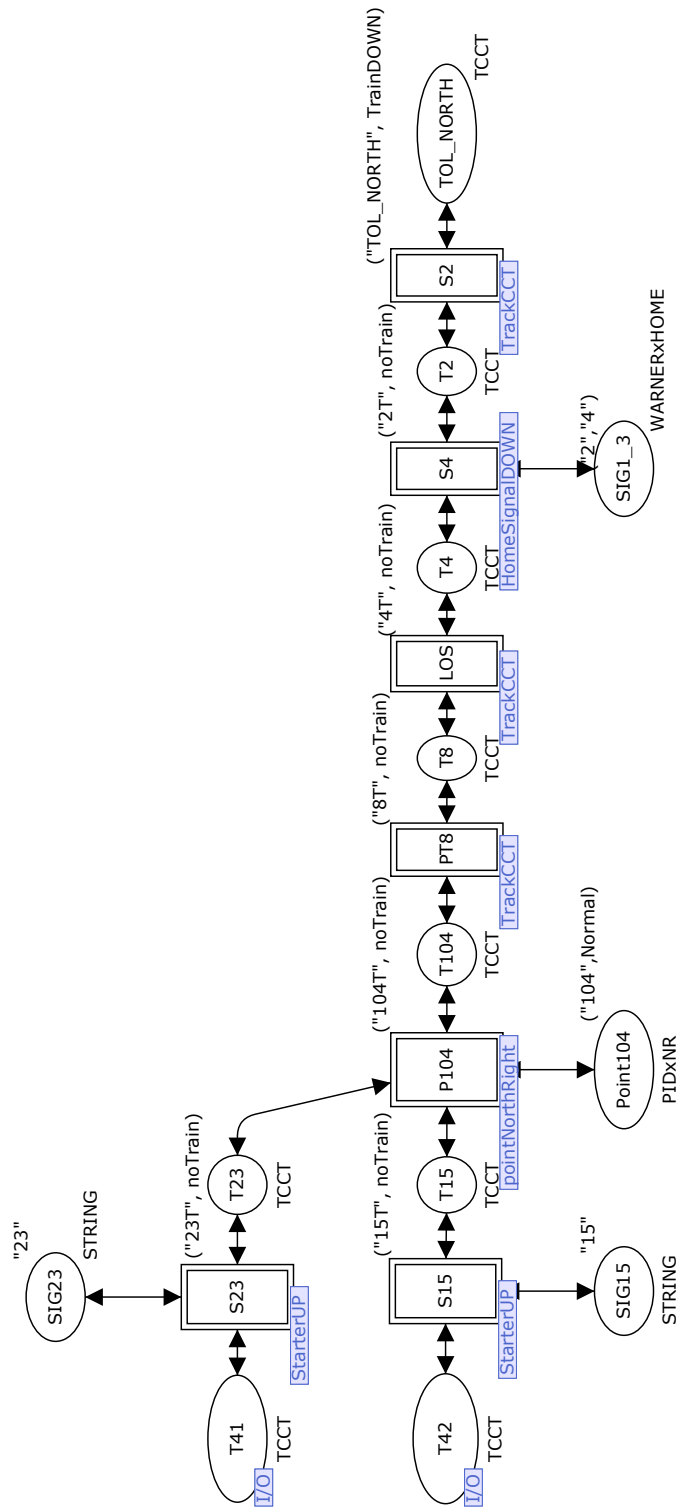 "23"
SIG23
STRING
T41
TCCT
I/O
S23
StarterUP
("23T", noTrain)
T23
TCCT
T42
TCCT
I/O
S15
StarterUP
"15"
SIG15
STRING
("15T", noTrain)
T15
TCCT
P104
pointNorthRight
("104",Normal)
Point104
PIDxNR
("104T", noTrain)
T104
TCCT
PT8
TrackCCT
("8T", noTrain)
T8
TCCT
LOS
TrackCCT
("4T", noTrain)
T4
TCCT
S4
HomeSignalDOWN
("2","4")
SIG1_3
WARNERxHOME
("2T", noTrain)
T2
TCCT
S2
TrackCCT
("TOL_NORTH", TrainDOWN)
TOL_NORTH
TCCT